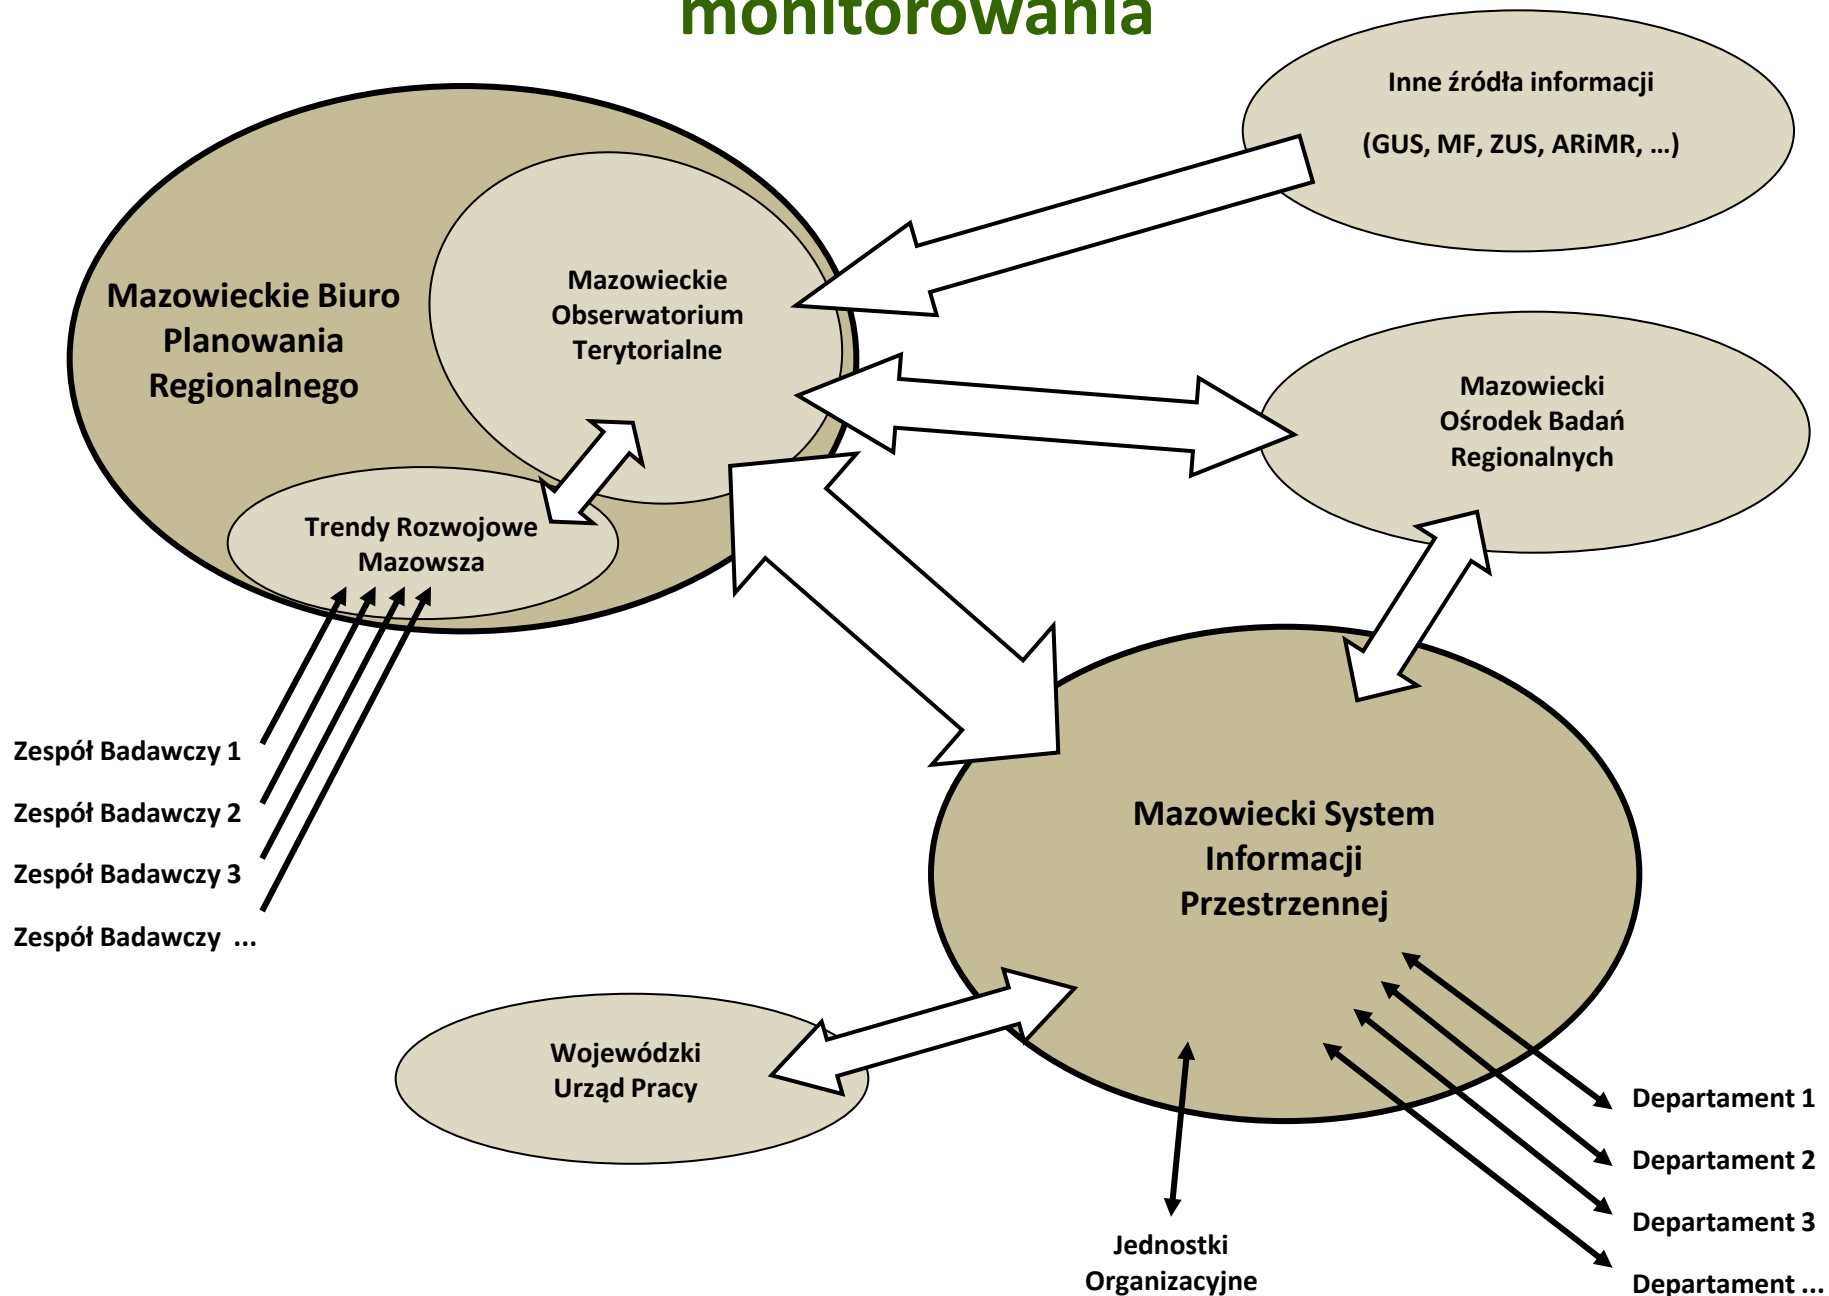 monitorowania
Inne źródła informacji
(GUS, MF, ZUS, ARiMR, ...)
Mazowieckie Biuro
Planowania
Regionalnego
Mazowieckie
Obserwatorium
Terytorialne
Mazowiecki
Ośrodek Badań
Regionalnych
Trendy Rozwojowe
Mazowsza
Zespół Badawczy 1
Zespół Badawczy 2
Zespół Badawczy 3
Zespół Badawczy ...
Mazowiecki System
Informacji
Przestrzennej
Wojewódzki
Urząd Pracy
Jednostki
Organizacyjne
Departament 1
Departament 2
Departament 3
Departament ...